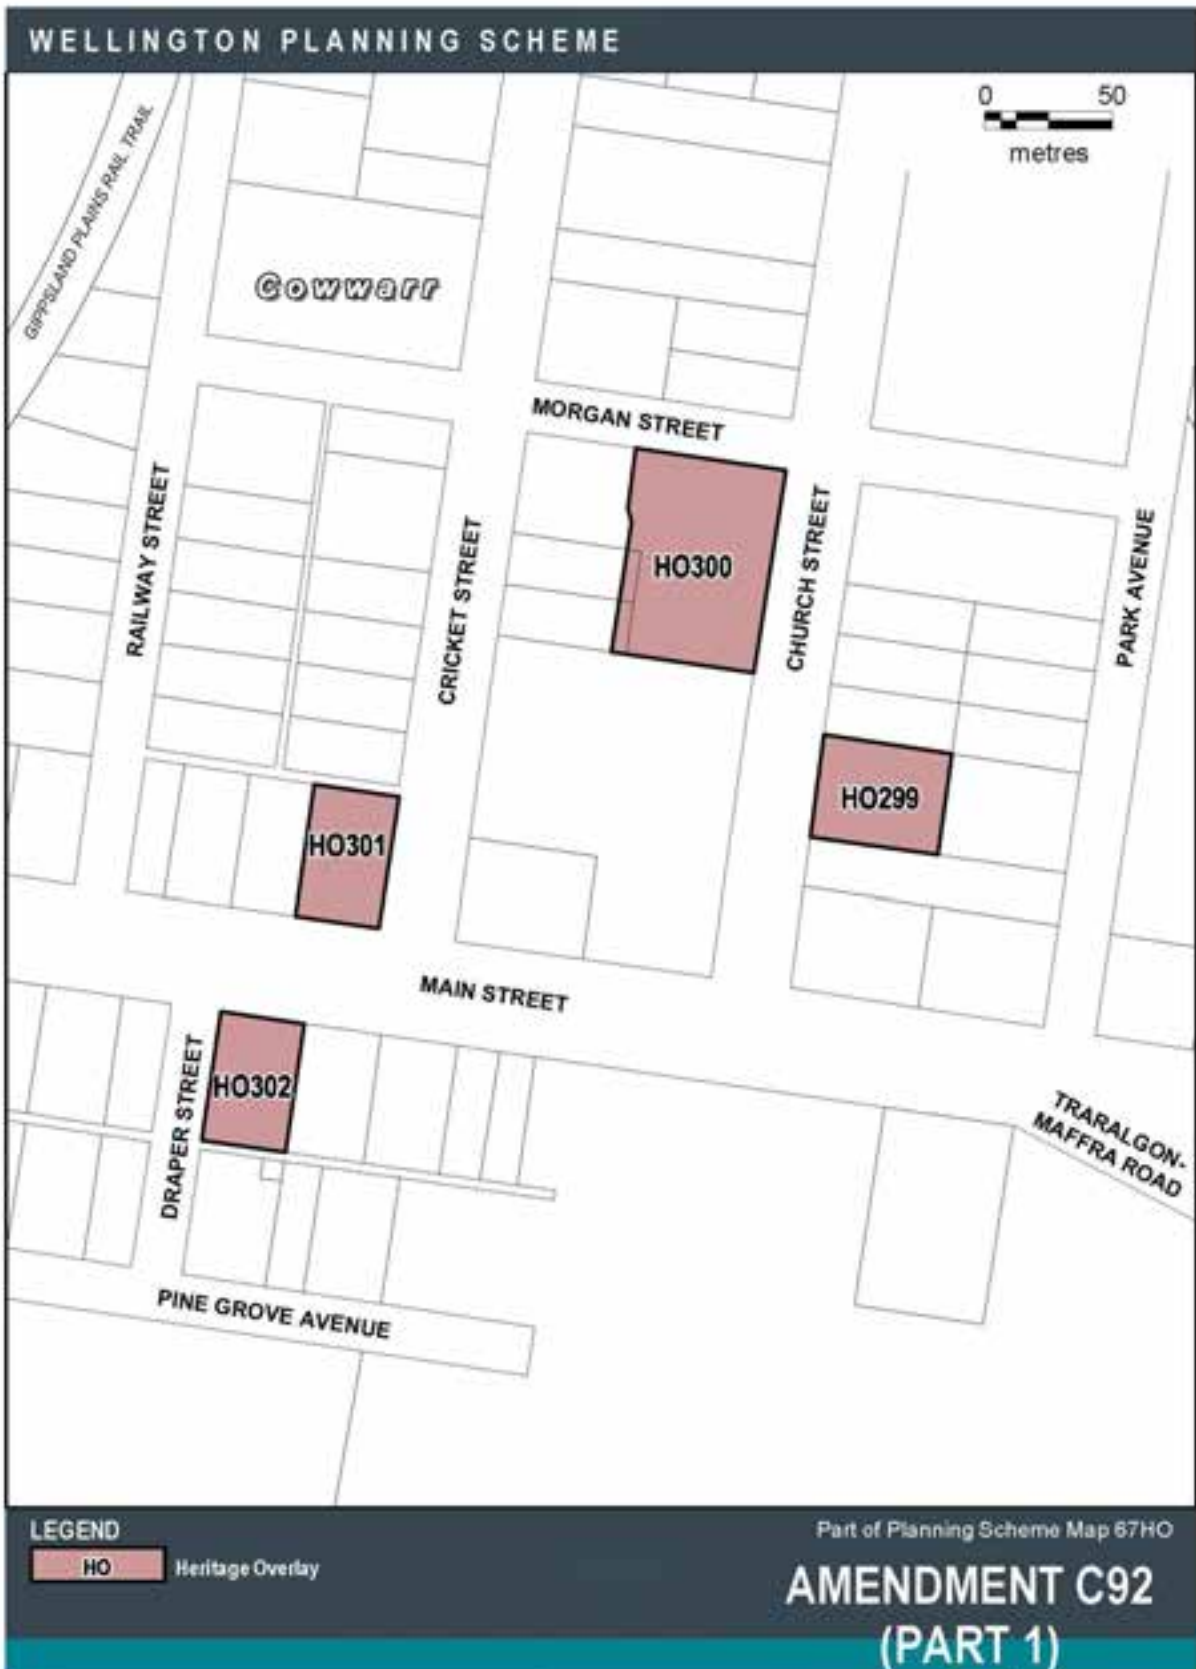 WELLINGTON PLANNING SCHEME
0 50
metres
GIPPSLAND PLAINS RAIL TRAIL
Cowwarr
MORGAN STREET
RAILWAY STREET
CRICKET STREET
HO300
CHURCH STREET
PARK AVENUE
HO299
HO301
MAIN STREET
DRAPER STREET
HO302
TRARALGON-
MAFFRA ROAD
PINE GROVE AVENUE
LEGEND
HO Heritage Overlay
Part of Planning Scheme Map 67HO
AMENDMENT C92
(PART 1)